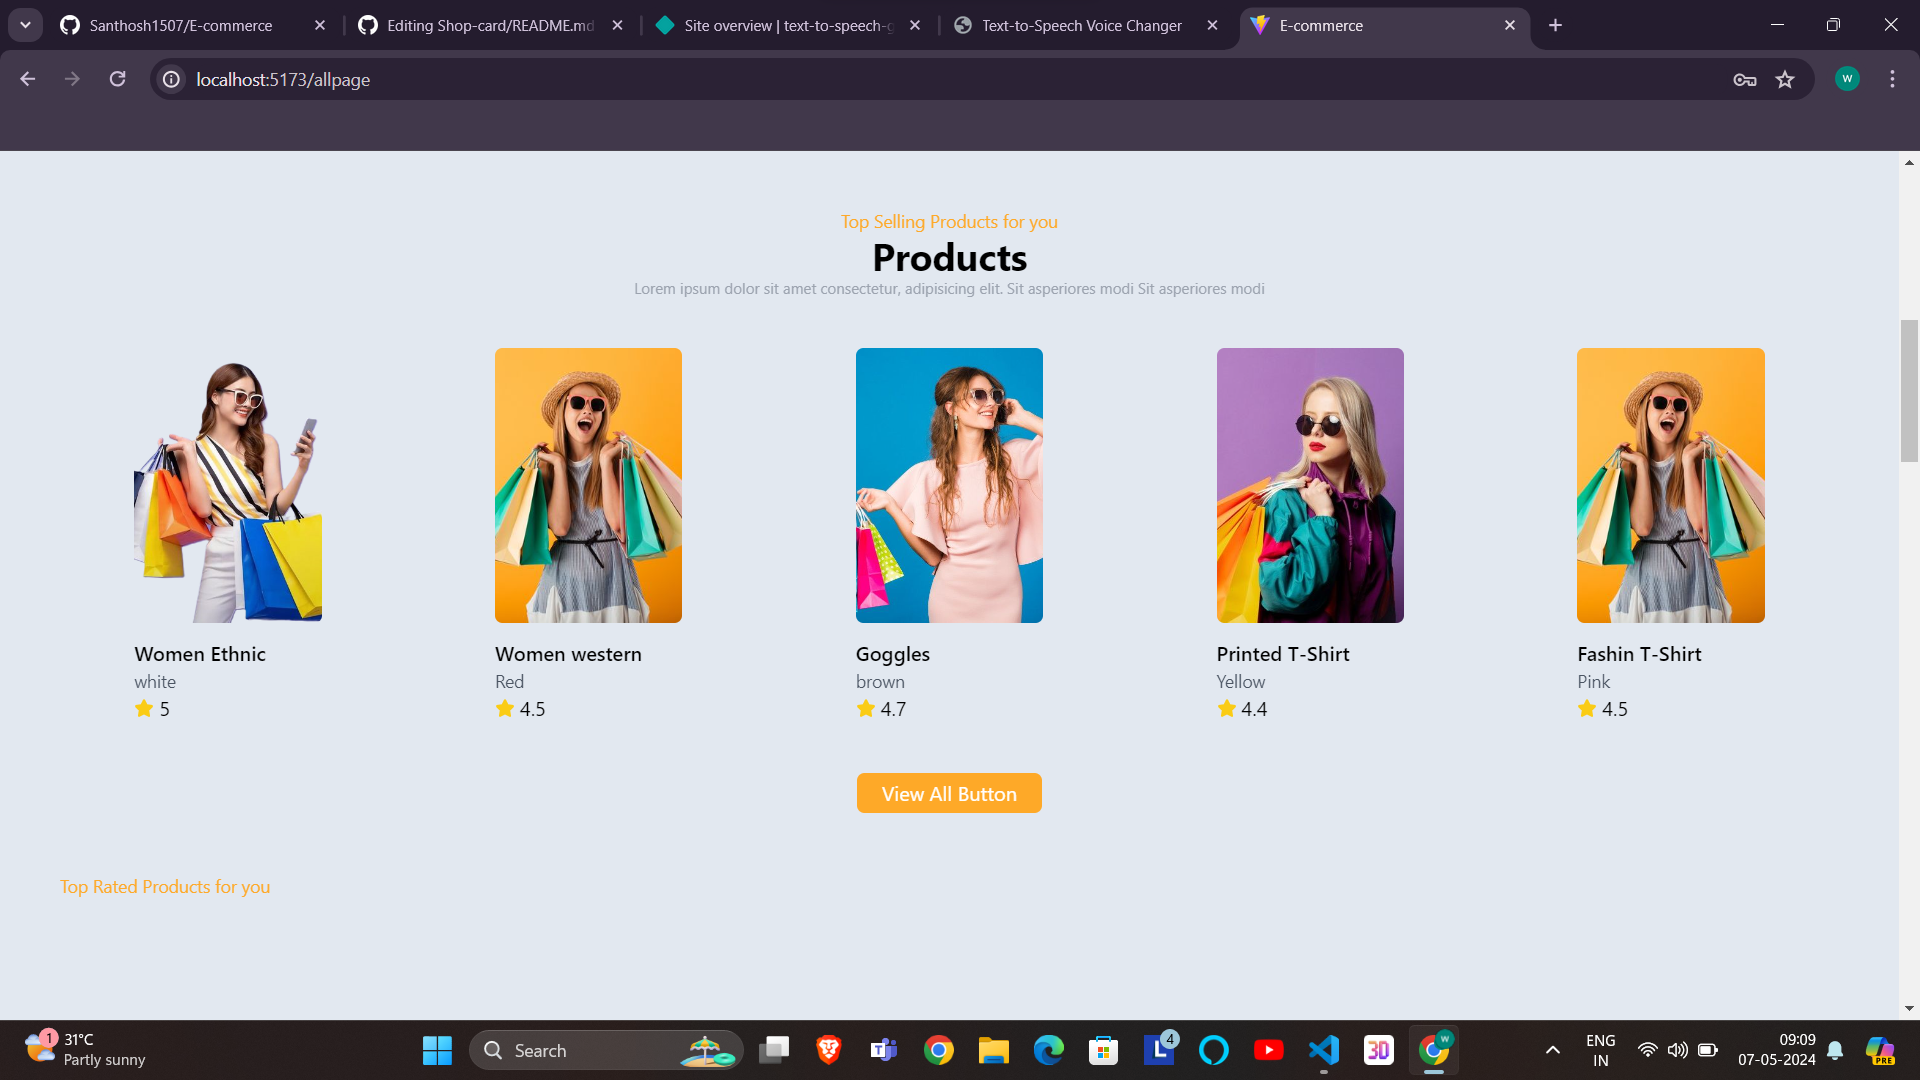 Santhosh1507/E-commerce
Editing Shop-card/README.md
Site overview | text-to-speech-g
Text-to-Speech Voice Changer
E-commerce
localhost:5173/allpage
W
Top Selling Products for you
Products
Lorem ipsum dolor sit amet consectetur, adipisicing elit. Sit asperiores modi Sit asperiores modi
Women Ethnic
white
5
Women western
Red
4.5
Goggles
brown
4.7
Printed T-Shirt
Yellow
4.4
Fashin T-Shirt
Pink
4.5
View All Button
Top Rated Products for you
1
31°C
Partly sunny
Search
L
4
3D
W
ENG
IN
09:09
07-05-2024
PRE